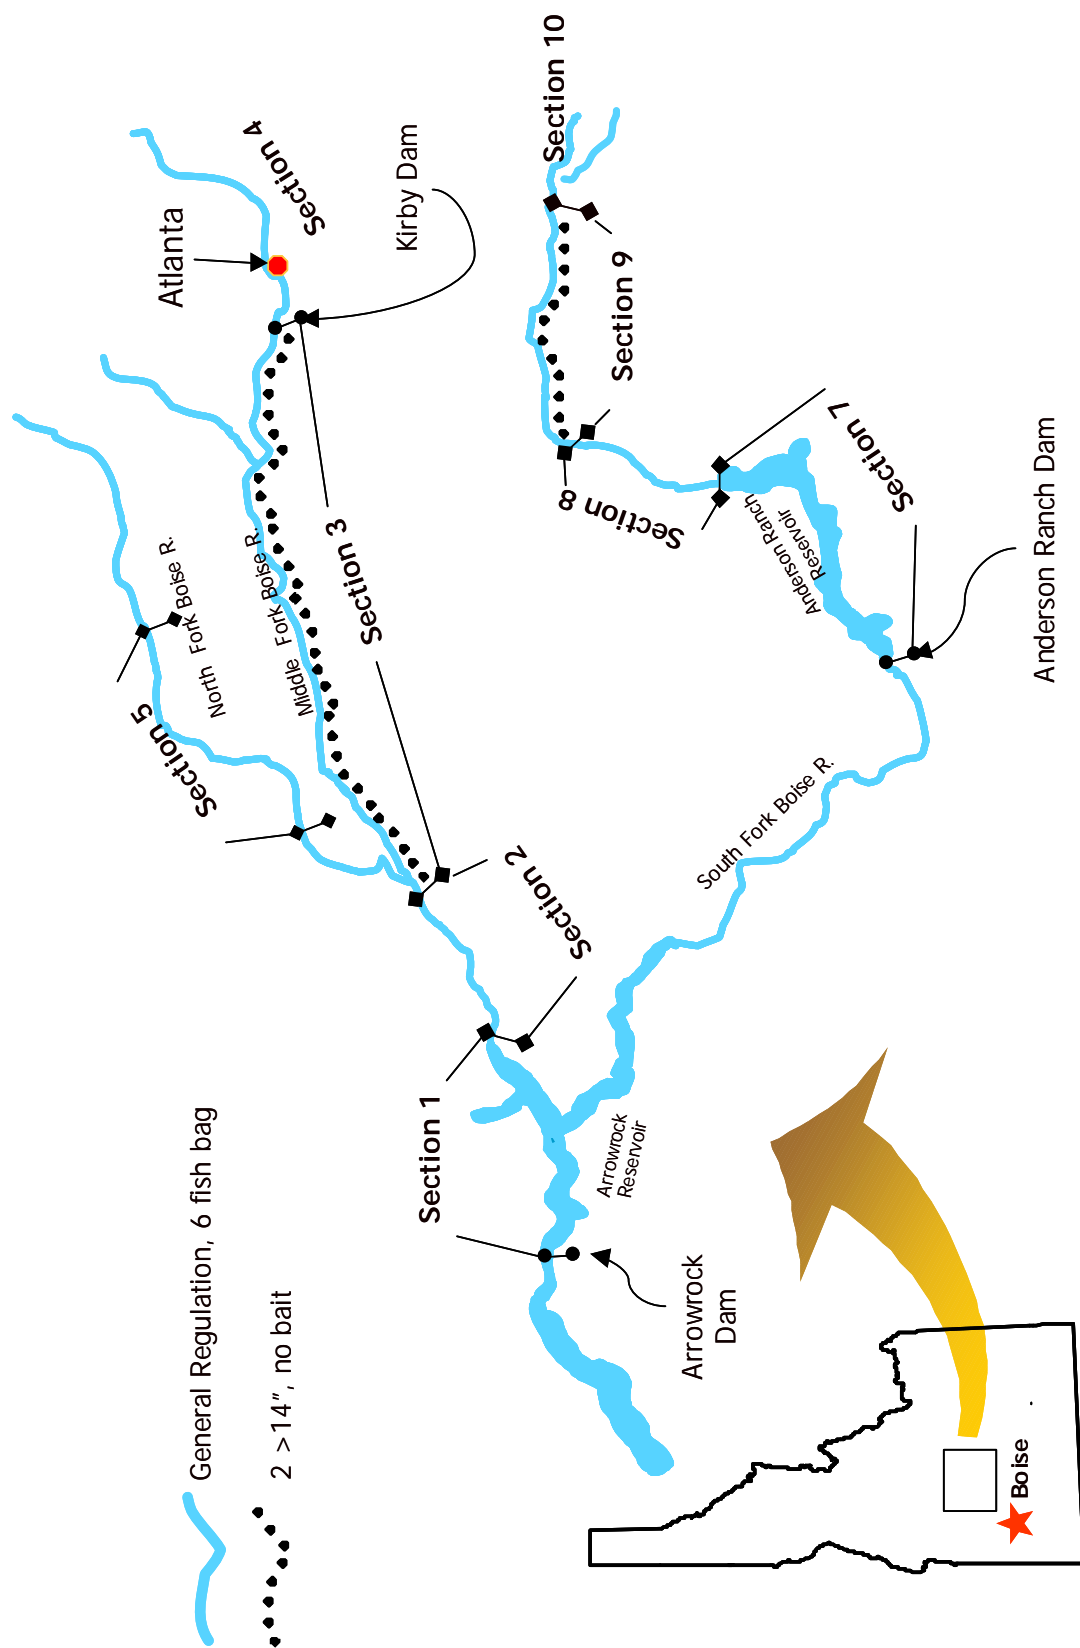 General Regulation, 6 fish bag
2 >14”, no bait
Atlanta
Section 4
Kirby Dam
Section 10
Section 9
Section 3
Section 8
Section 7
North Fork Boise R.
Middle Fork Boise R.
Section 5
Anderson Ranch
Reservoir
Anderson Ranch Dam
South Fork Boise R.
Section 2
Section 1
Arrowrock
Reservoir
Arrowrock
Dam
Boise